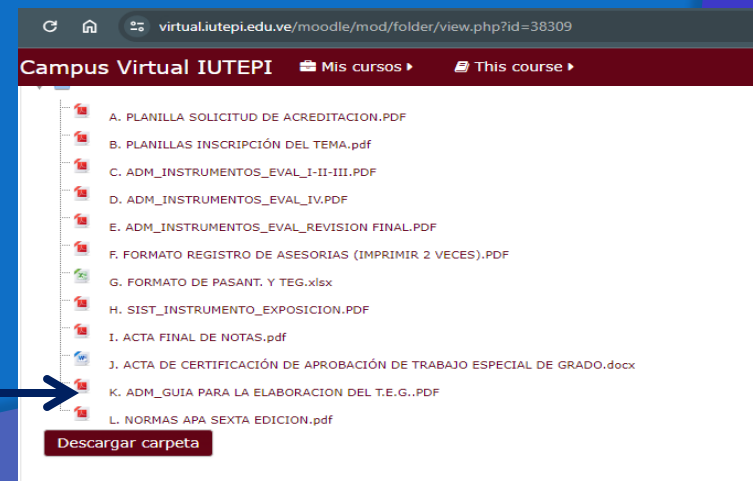 virtual.iutepi.edu.ve/moodle/mod/folder/view.php?id=38309
Campus Virtual IUTEPI Mis cursos This course
A. PLANILLA SOLICITUD DE ACREDITACION.PDF
B. PLANILLAS INSCRIPCIÓN DEL TEMA.pdf
C. ADM_INSTRUMENTOS_EVAL_I-II-III.PDF
D. ADM_INSTRUMENTOS_EVAL_IV.PDF
E. ADM_INSTRUMENTOS_EVAL_REVISION FINAL.PDF
F. FORMATO REGISTRO DE ASESORIAS (IMPRIMIR 2 VECES).PDF
G. FORMATO DE PASANT. Y TEG.xlsx
H. SIST_INSTRUMENTO_EXPOSICION.PDF
I. ACTA FINAL DE NOTAS.pdf
J. ACTA DE CERTIFICACIÓN DE APROBACIÓN DE TRABAJO ESPECIAL DE GRADO.docx
K. ADM_GUIA PARA LA ELABORACION DEL T.E.G..PDF
L. NORMAS APA SEXTA EDICION.pdf
Descargar carpeta